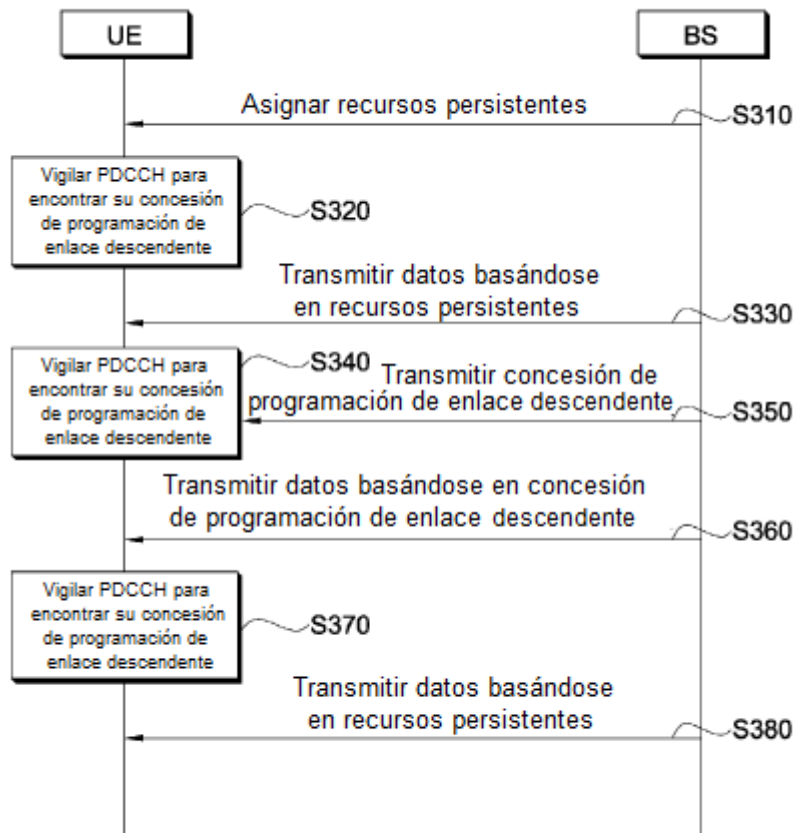 UE
BS
Asignar recursos persistentes
S310
Vigilar PDCCH para
encontrar su concesión
de programación de
enlace descendente
S320
Transmitir datos basándose
en recursos persistentes
S330
Vigilar PDCCH para
encontrar su concesión
de programación de
enlace descendente
S340
Transmitir concesión de
programación de enlace descendente
S350
Transmitir datos basándose en concesión
de programación de enlace descendente
S360
Vigilar PDCCH para
encontrar su concesión
de programación de
enlace descendente
S370
Transmitir datos basándose
en recursos persistentes
S380